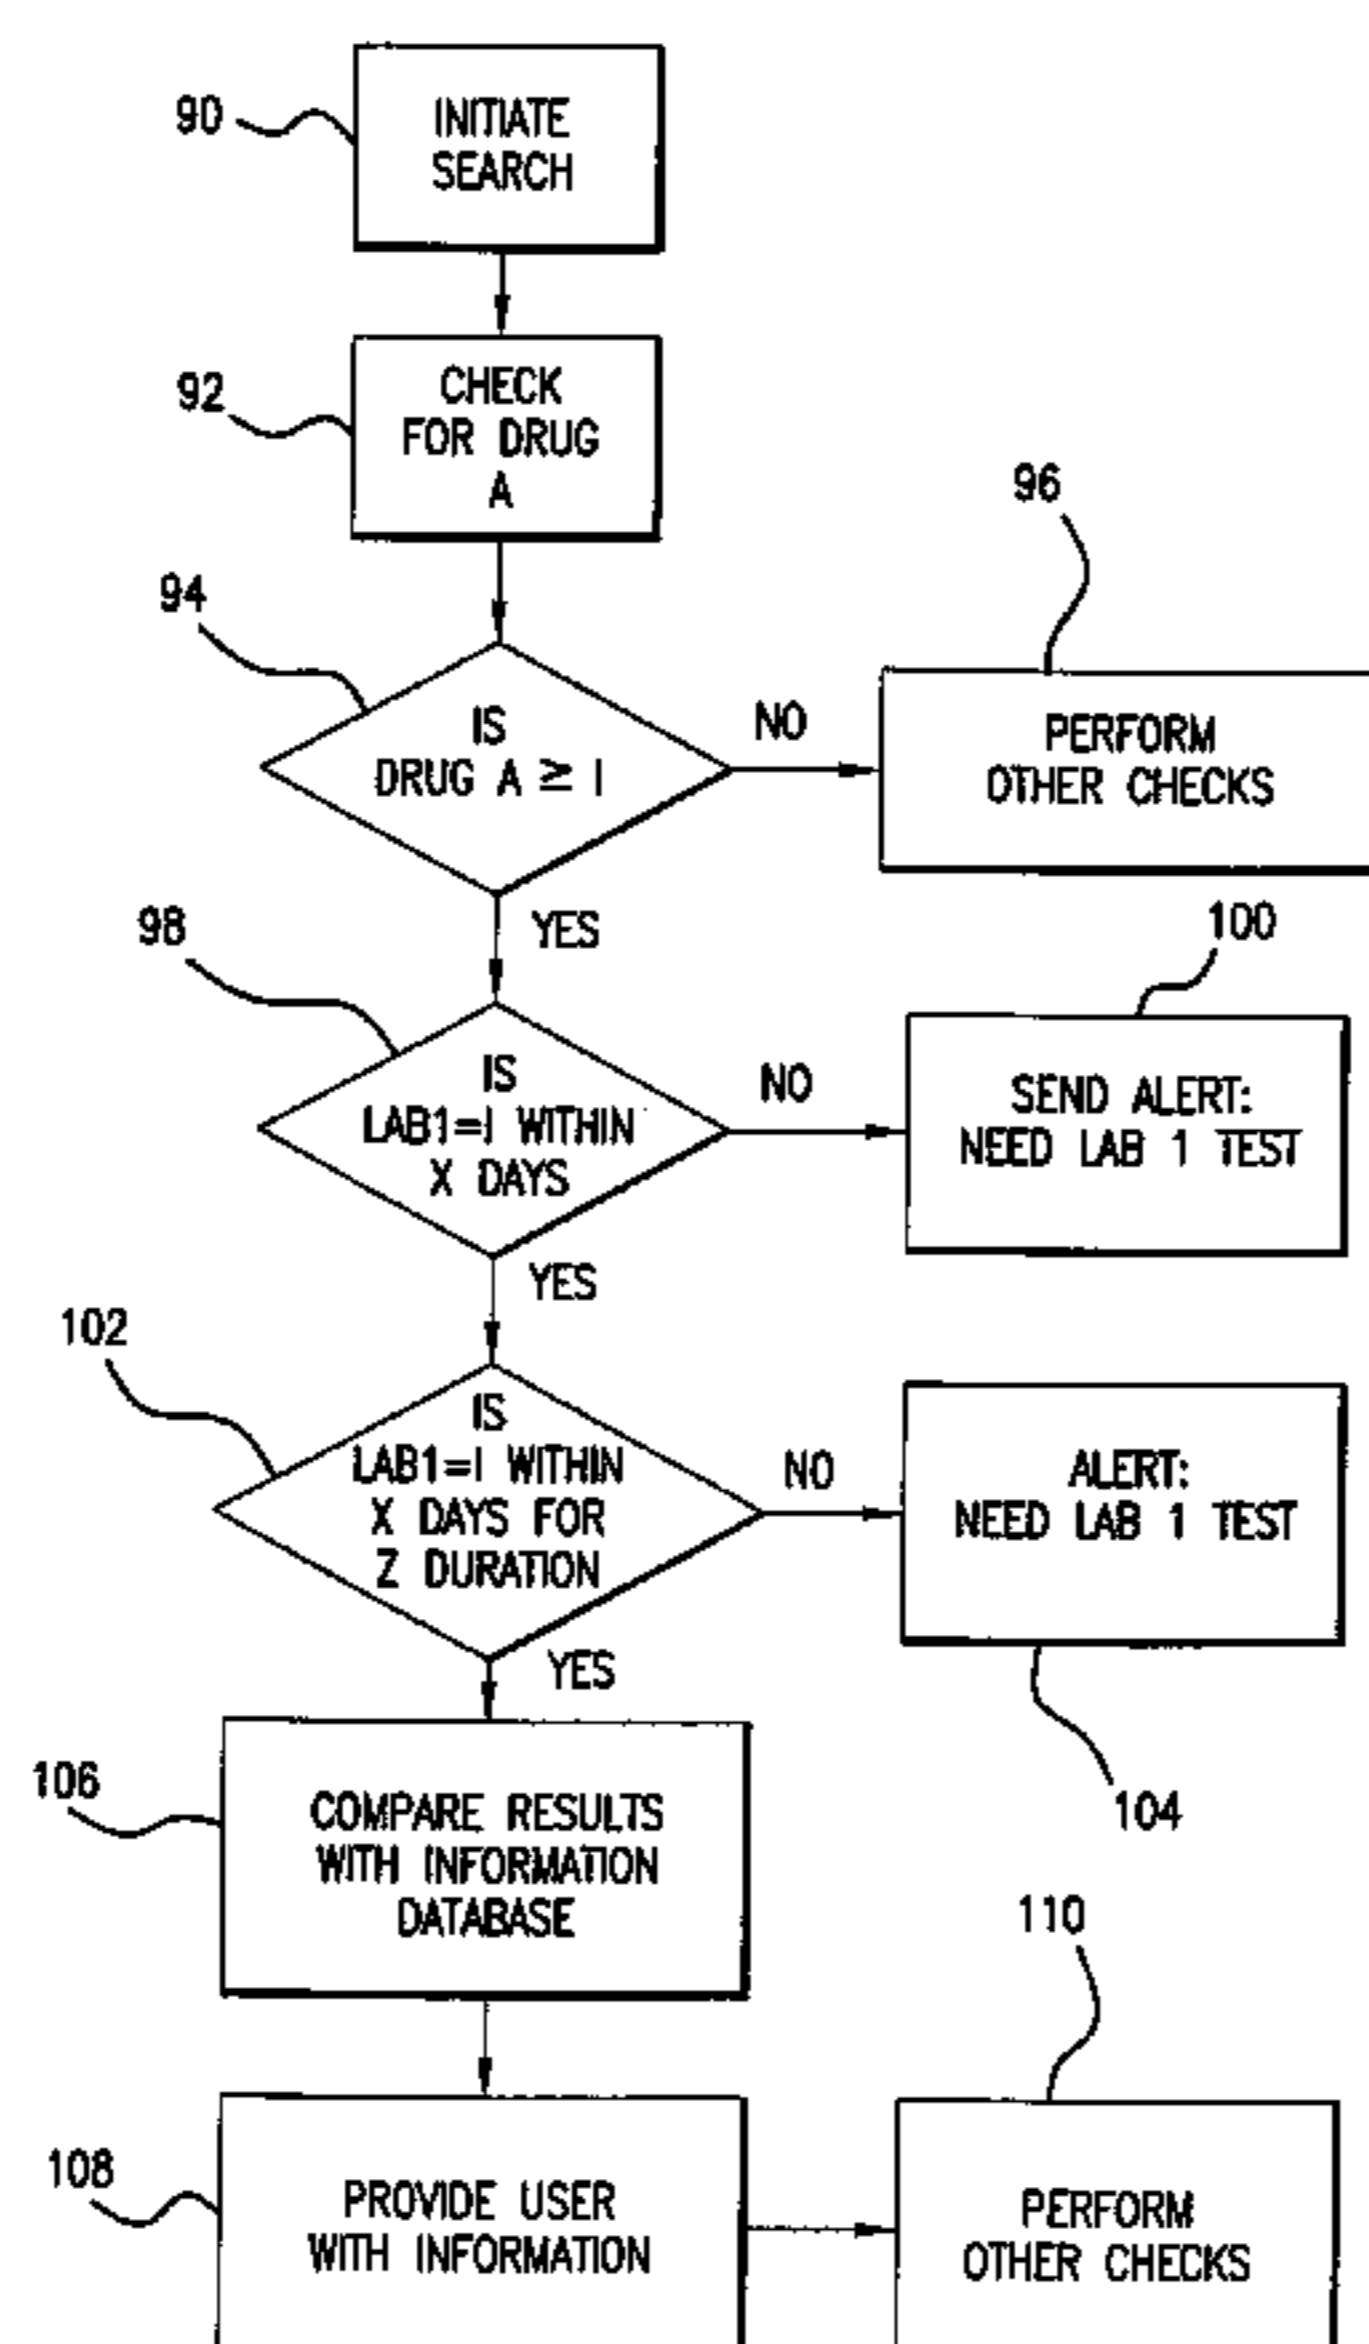 90
INITIATE
SEARCH
92
CHECK
FOR DRUG
A
96
94
IS
DRUG A ≥ 1
NO
PERFORM
OTHER CHECKS
YES
98
100
IS
LAB1=1 WITHIN
X DAYS
NO
SEND ALERT:
NEED LAB 1 TEST
YES
102
IS
LAB1=1 WITHIN
X DAYS FOR
Z DURATION
NO
ALERT:
NEED LAB 1 TEST
YES
106
COMPARE RESULTS
WITH INFORMATION
DATABASE
104
110
108
PROVIDE USER
WITH INFORMATION
PERFORM
OTHER CHECKS